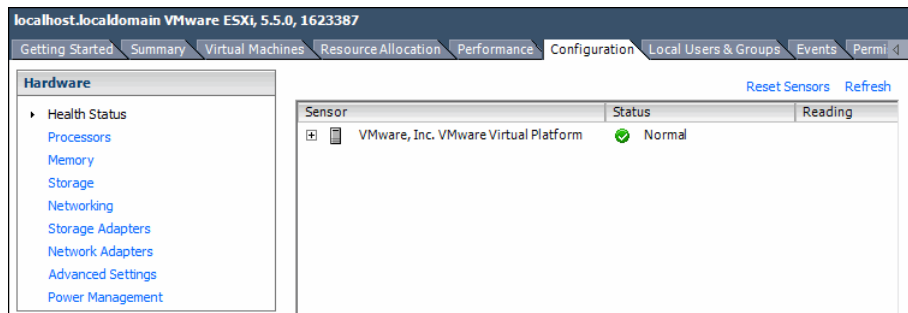 localhost.localdomain VMware ESXi, 5.5.0, 1623387
Getting Started Summary Virtual Machines Resource Allocation Performance Configuration Local Users & Groups Events Permi
Hardware
Reset Sensors Refresh
Health Status
Processors
Memory
Storage
Networking
Storage Adapters
Network Adapters
Advanced Settings
Power Management
Sensor Status Reading
VMware, Inc. VMware Virtual Platform Normal